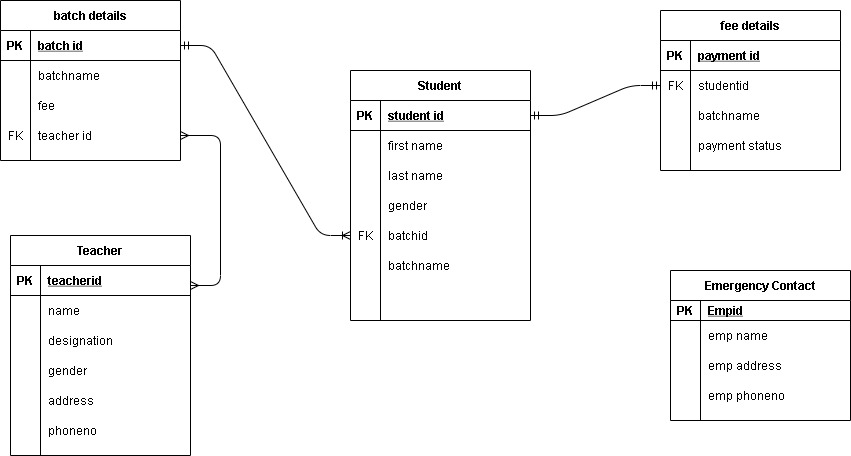 batch details
PK batch id
batchname
fee
FK teacher id
Teacher
PK teacherid
name
designation
gender
address
phoneno
Student
PK student id
first name
last name
gender
FK batchid
batchname
fee details
PK payment id
FK studentid
batchname
payment status
Emergency Contact
PK Empid
emp name
emp address
emp phoneno